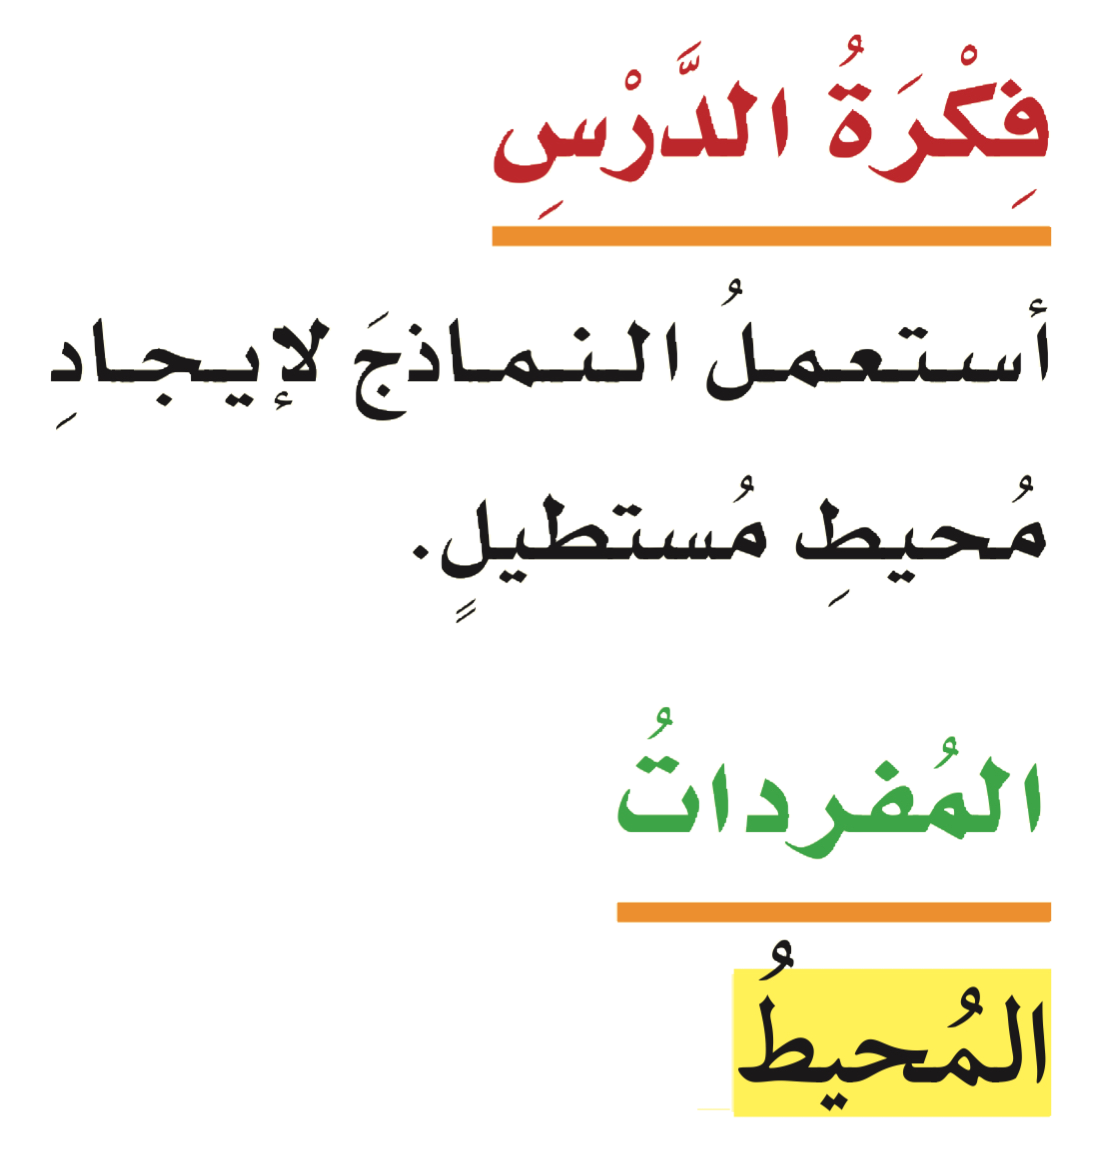 فِكْرَةُ الدَّرْسِ
أستعملُ النماذجَ لإيجادِ
مُحيطِ مُستطيلٍ.
المُفرداتُ
المُحيطُ